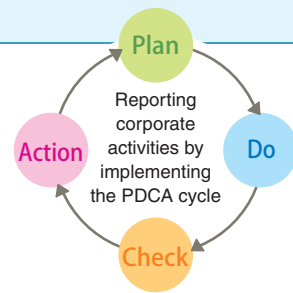 Plan
Reporting
corporate
activities by
implementing
the PDCA cycle
Action
Do
Check